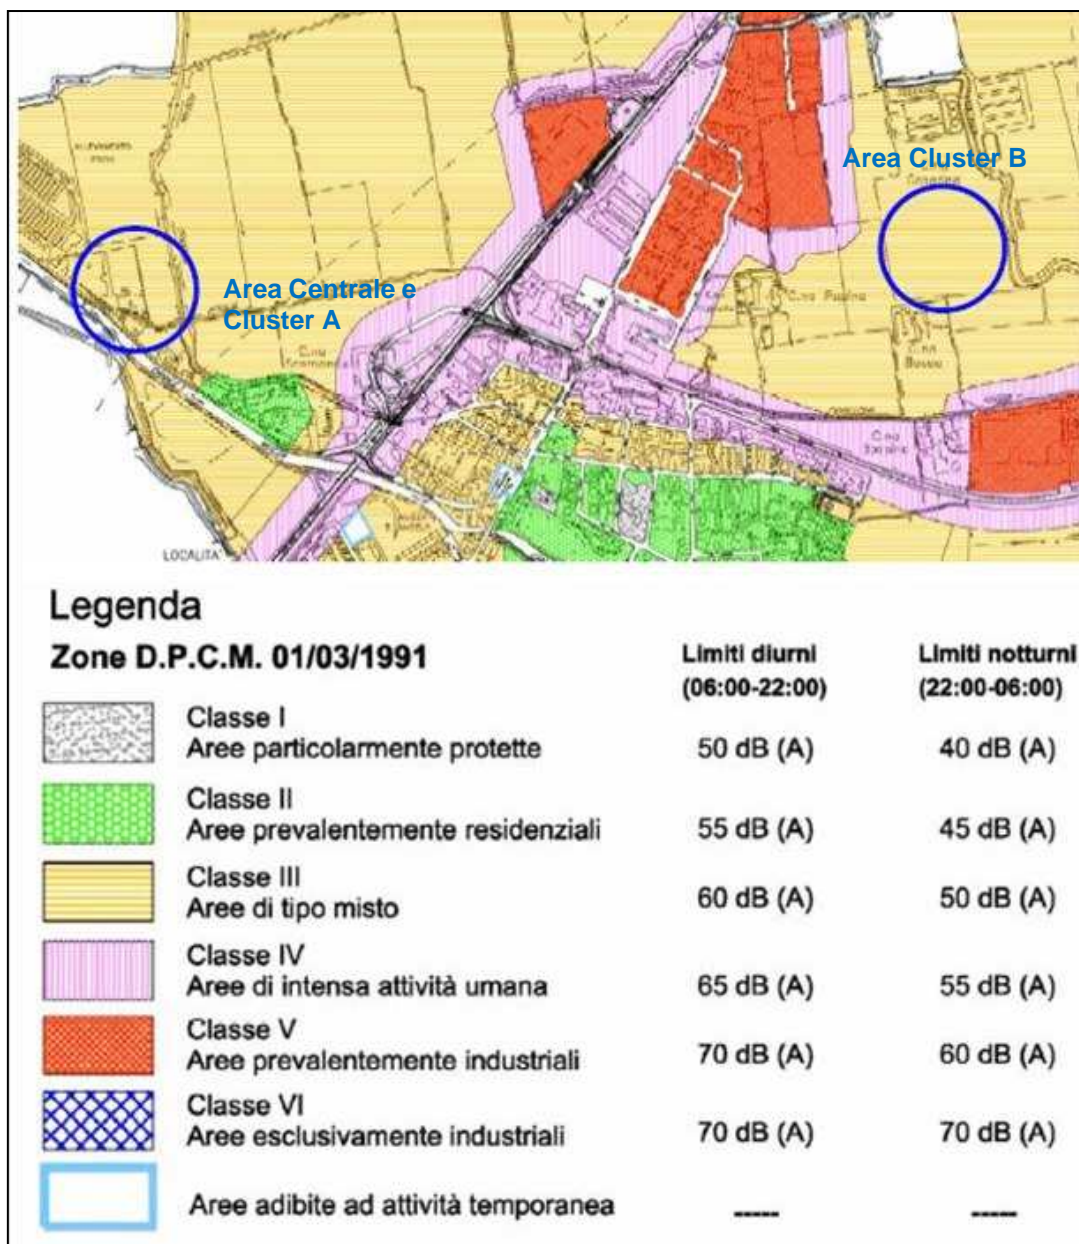 Area Cluster B
Area Centrale e
Cluster A
C.na
C.na
C.na
LOCALITA'
Legenda
Zone D.P.C.M. 01/03/1991
Limiti diurni
(06:00-22:00)
Limiti notturni
(22:00-06:00)
Classe I
Aree particolarmente protette
50 dB (A)
40 dB (A)
Classe II
Aree prevalentemente residenziali
55 dB (A)
45 dB (A)
Classe III
Aree di tipo misto
60 dB (A)
50 dB (A)
Classe IV
Aree di intensa attività umana
65 dB (A)
55 dB (A)
Classe V
Aree prevalentemente industriali
70 dB (A)
60 dB (A)
Classe VI
Aree esclusivamente industriali
70 dB (A)
70 dB (A)
Aree adibite ad attività temporanea
-----
-----